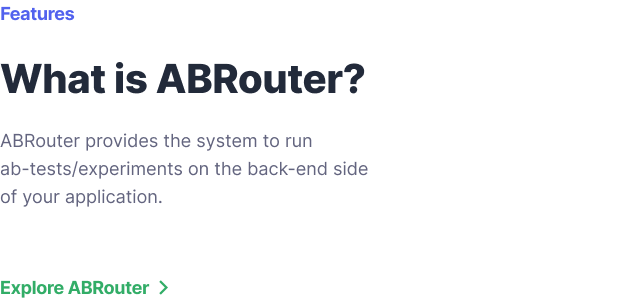 Features
What is ABRouter?
ABRouter provides the system to run
ab-tests/experiments on the back-end side
of your application.
Explore ABRouter